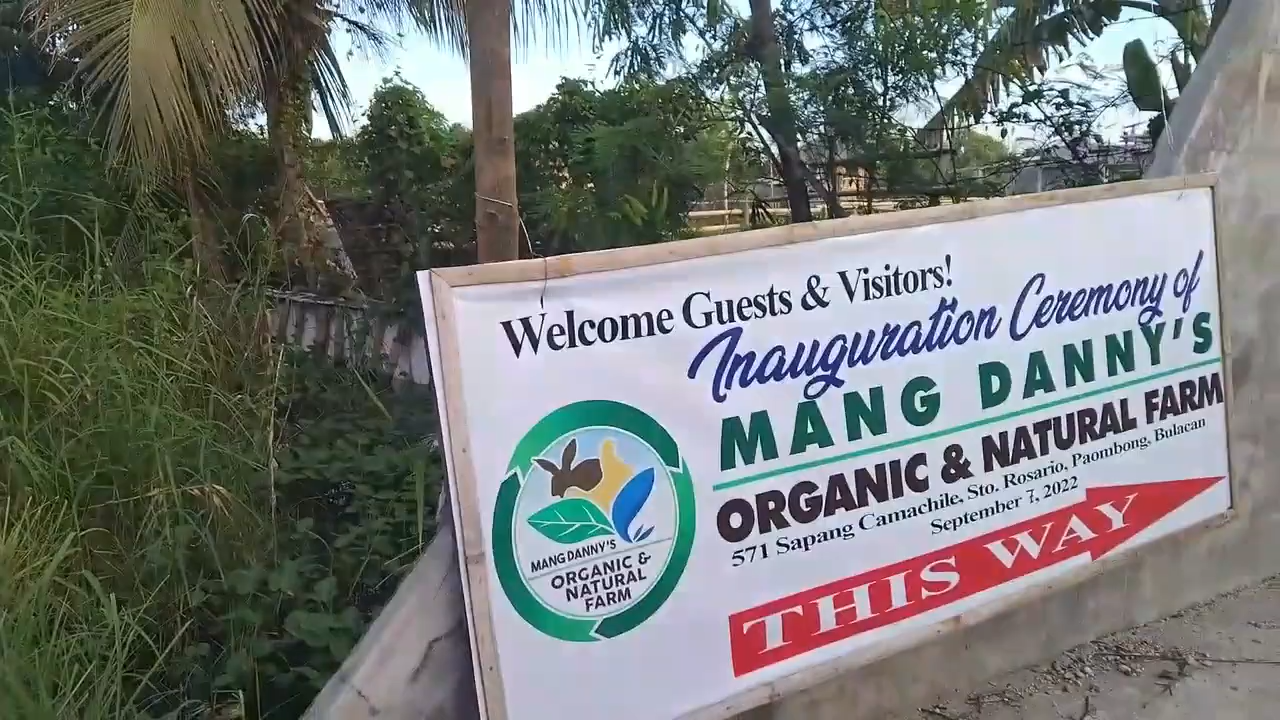 Welcome Guests & Visitors!
Inauguration Ceremony of
MANG DANNY'S
ORGANIC & NATURAL FARM
571 Sapang Camachile, Sto. Rosario, Paombong, Bulacan
September 7, 2022
THIS WAY
MANG DANNY'S
ORGANIC &
NATURAL
FARM